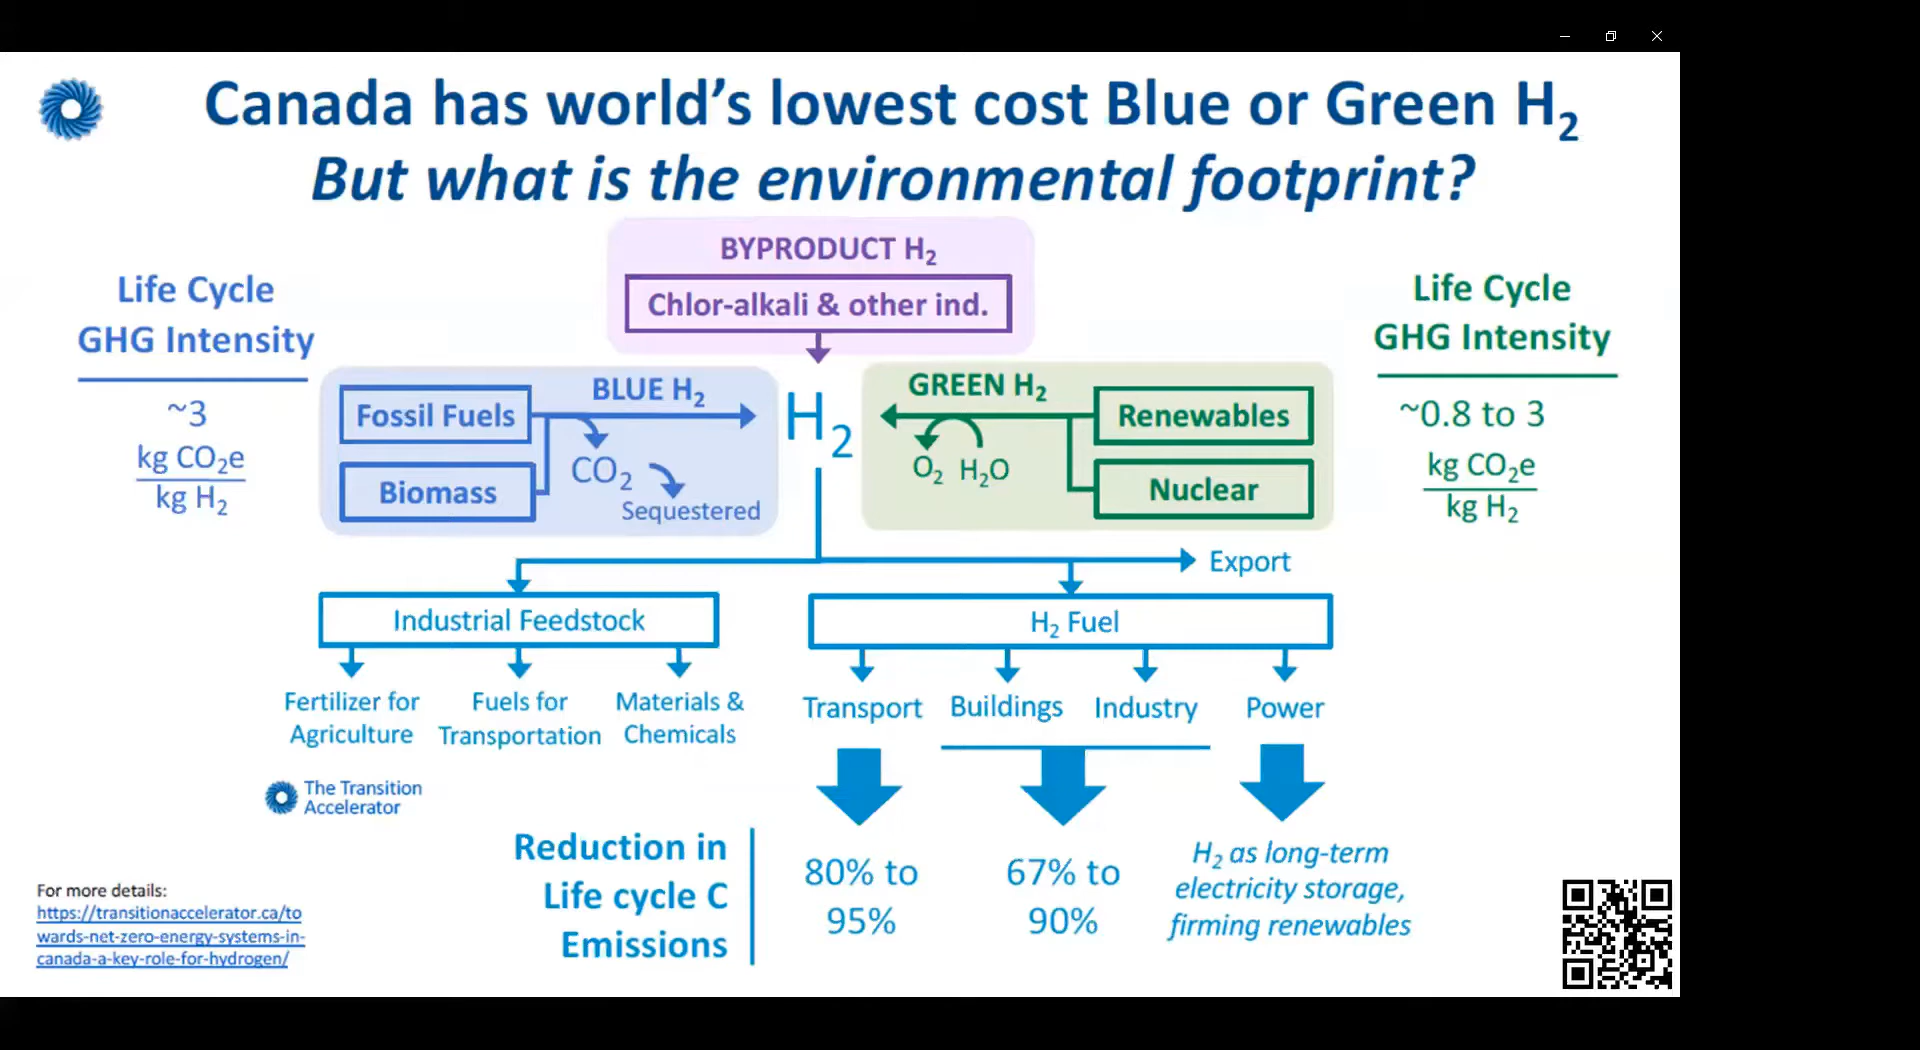 Canada has world's lowest cost Blue or Green H₂
But what is the environmental footprint?
BYPRODUCT H₂
Chlor-alkali & other ind.
Life Cycle
GHG Intensity
~3
kg CO₂e
kg H₂
BLUE H₂
Fossil Fuels
Biomass
CO₂
Sequestered
H₂
GREEN H₂
Renewables
Nuclear
O₂ H₂O
Life Cycle
GHG Intensity
~0.8 to 3
kg CO₂e
kg H₂
Export
Industrial Feedstock
Fertilizer for
Agriculture
Fuels for
Transportation
Materials &
Chemicals
H₂ Fuel
Transport
Buildings
Industry
Power
The Transition
Accelerator
Reduction in
Life cycle C
Emissions
80% to
95%
67% to
90%
H₂ as long-term
electricity storage,
firming renewables
For more details:
https://transitionaccelerator.ca/to
wards-net-zero-energy-systems-in-
canada-a-key-role-for-hydrogen/